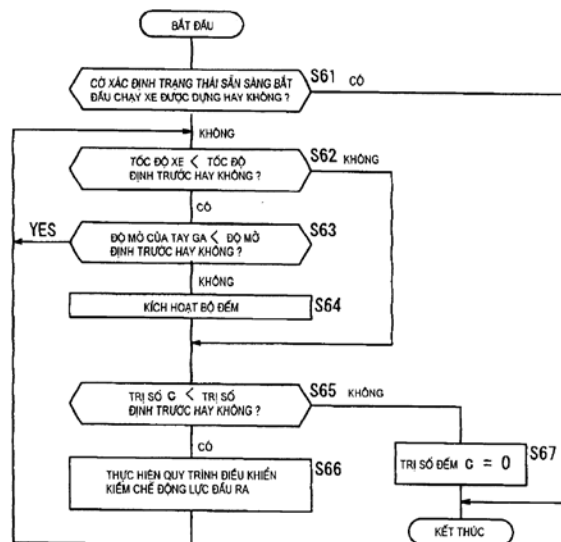 BẮT ĐẦU
CỜ XÁC ĐỊNH TRẠNG THÁI SẴN SÀNG BẮT
ĐẦU CHẠY XE ĐƯỢC DỰNG HAY KHÔNG ?
S61
CÓ
KHÔNG
TỐC ĐỘ XE < TỐC ĐỘ
ĐỊNH TRƯỚC HAY KHÔNG ?
S62
KHÔNG
CÓ
YES
ĐỘ MỞ CỦA TAY GA < ĐỘ MỞ
ĐỊNH TRƯỚC HAY KHÔNG ?
S63
KHÔNG
KÍCH HOẠT BỘ ĐẾM
S64
TRỊ SỐ C < TRỊ SỐ
ĐỊNH TRƯỚC HAY KHÔNG ?
S65
KHÔNG
CÓ
THỰC HIỆN QUY TRÌNH ĐIỀU KHIỂN
KIỀM CHẾ ĐỘNG LỰC ĐẦU RA
S66
TRỊ SỐ ĐẾM C = 0
S67
KẾT THÚC